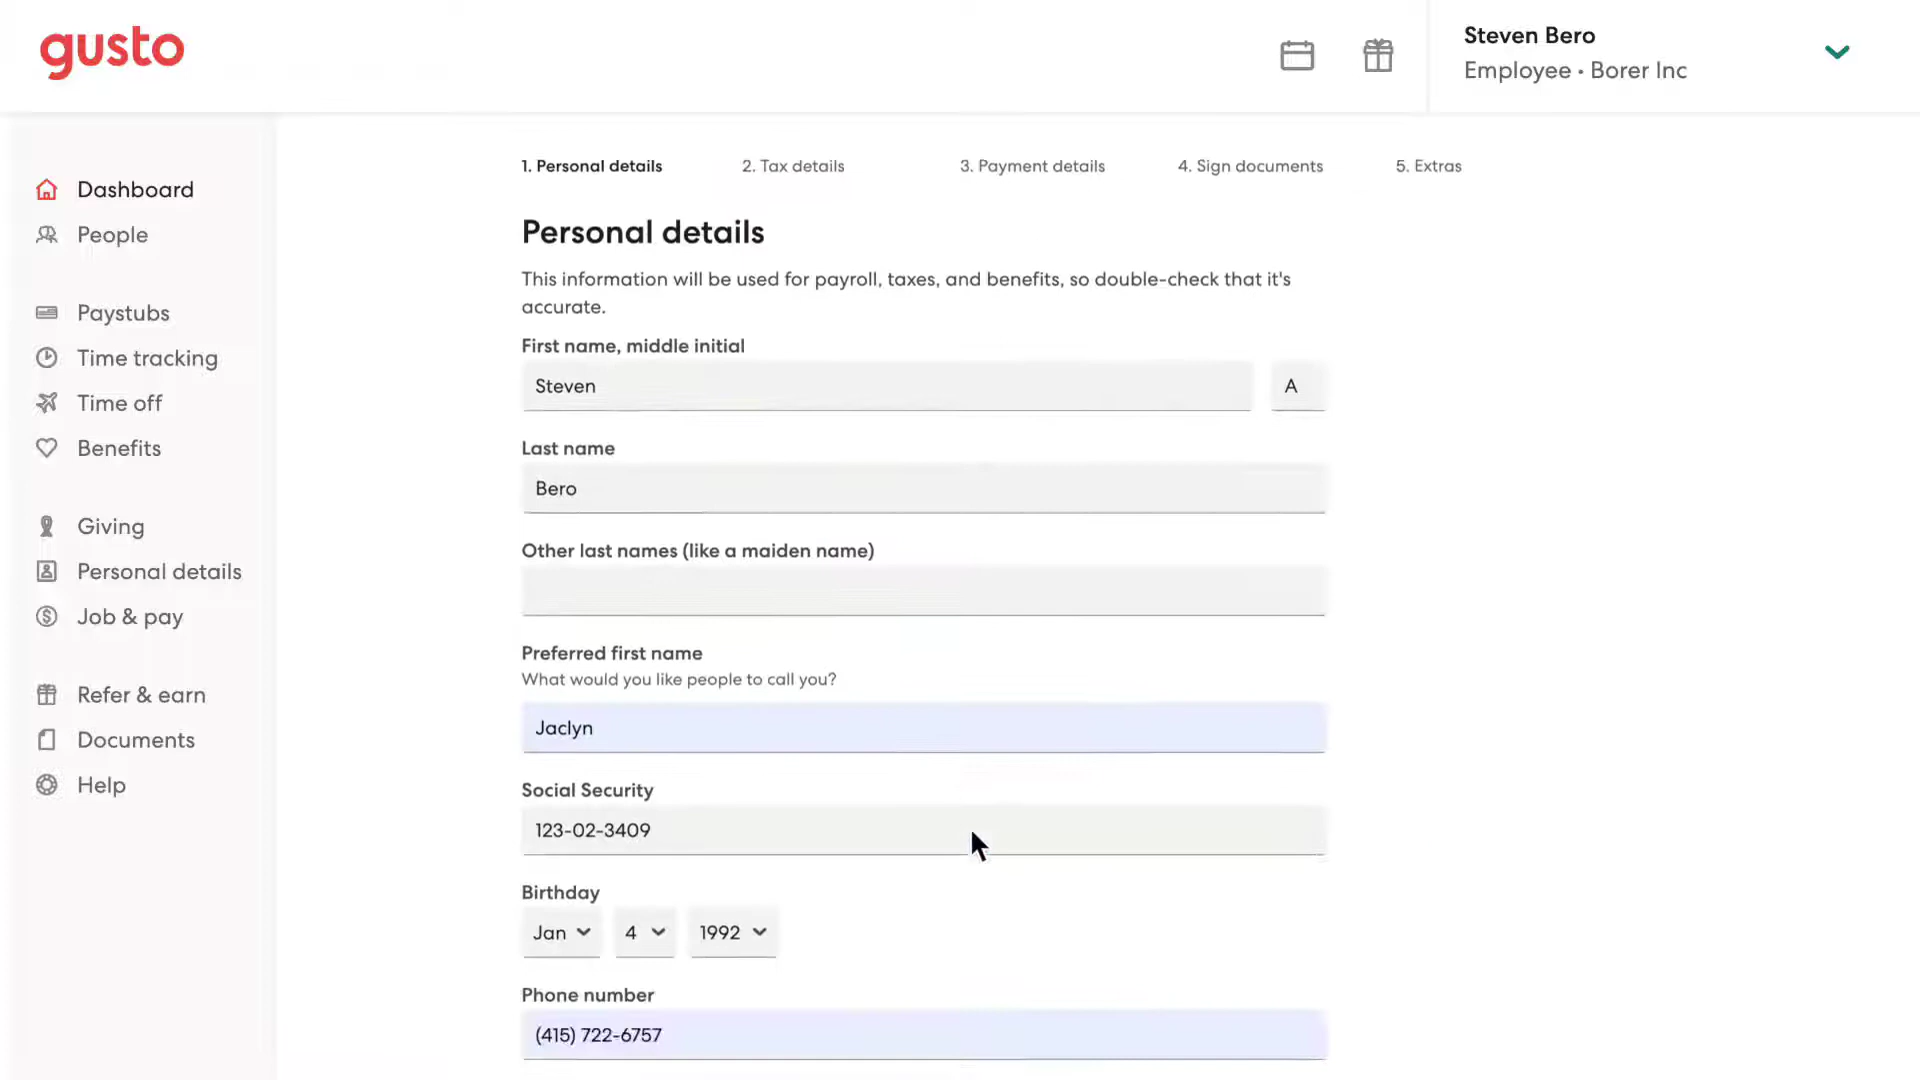 gusto
Steven Bero
Employee • Borer Inc
Dashboard
People
Paystubs
Time tracking
Time off
Benefits
Giving
Personal details
Job & pay
Refer & earn
Documents
Help
1. Personal details
2. Tax details
3. Payment details
4. Sign documents
5. Extras
Personal details
This information will be used for payroll, taxes, and benefits, so double-check that it's
accurate.
First name, middle initial
Steven
A
Last name
Bero
Other last names (like a maiden name)
Preferred first name
What would you like people to call you?
Jaclyn
Social Security
123-02-3409
Birthday
Jan
4
1992
Phone number
(415) 722-6757